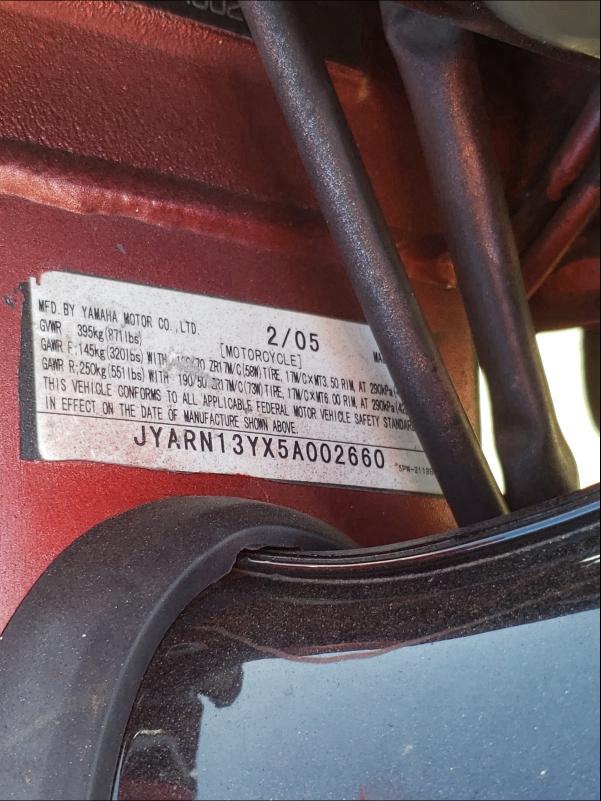 MFD. BY YAMAHA MOTOR CO., LTD. 2/05
GVWR 395kg(871lbs) [MOTORCYCLE]
GAWR F:145kg(320lbs) WITH ZR17M/C(58W)TIRE, 17M/C×MT3.50 RIM, AT 290kPa
GAWR R:250kg(551lbs) WITH 190/50 ZR17M/C(73W)TIRE, 17M/C×MT6.00 RIM, AT 290kPa
THIS VEHICLE CONFORMS TO ALL APPLICABLE FEDERAL MOTOR VEHICLE SAFETY STANDARD
IN EFFECT ON THE DATE OF MANUFACTURE SHOWN ABOVE.
JYARN13YX5A002660